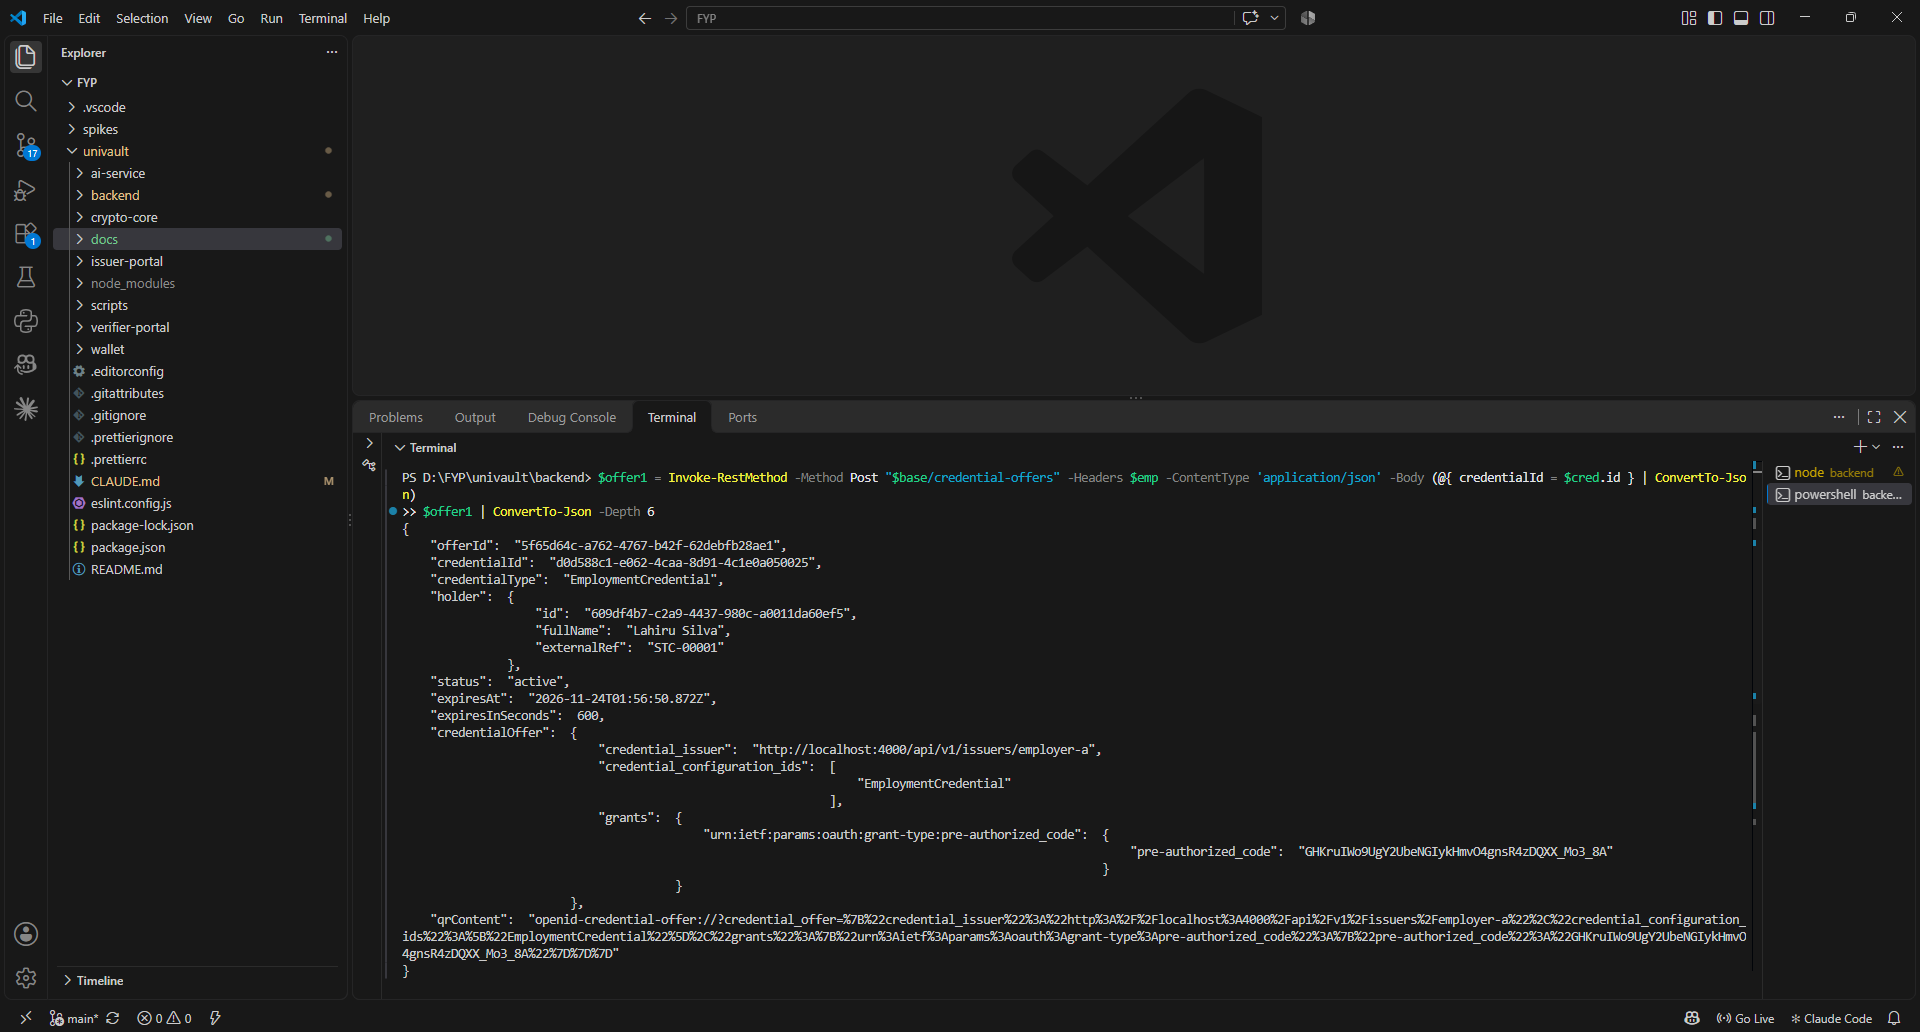 File Edit Selection View Go Run Terminal Help
FYP
Explorer
FYP
.vscode
spikes
17
univault
ai-service
backend
crypto-core
1
docs
issuer-portal
node_modules
scripts
verifier-portal
wallet
.editorconfig
.gitattributes
.gitignore
.prettierignore
.prettierrc
CLAUDE.md M
eslint.config.js
package-lock.json
package.json
README.md
Timeline
Problems Output Debug Console Terminal Ports
Terminal
PS D:\FYP\univault\backend> $offer1 = Invoke-RestMethod -Method Post "$base/credential-offers" -Headers $emp -ContentType 'application/json' -Body (@{ credentialId = $cred.id } | ConvertTo-Jso
n)
>> $offer1 | ConvertTo-Json -Depth 6
{
"offerId": "5f65d64c-a762-4767-b42f-62debfb28ae1",
"credentialId": "d0d588c1-e062-4caa-8d91-4c1e0a050025",
"credentialType": "EmploymentCredential",
"holder": {
"id": "609df4b7-c2a9-4437-980c-a0011da60ef5",
"fullName": "Lahiru Silva",
"externalRef": "STC-00001"
},
"status": "active",
"expiresAt": "2026-11-24T01:56:50.872Z",
"expiresInSeconds": 600,
"credentialOffer": {
"credential_issuer": "http://localhost:4000/api/v1/issuers/employer-a",
"credential_configuration_ids": [
"EmploymentCredential"
],
"grants": {
"urn:ietf:params:oauth:grant-type:pre-authorized_code": {
"pre-authorized_code": "GHKruIWo9UgY2UbeNGIykHmvO4gnsR4zDQXX_Mo3_8A"
}
}
},
"qrContent": "openid-credential-offer://?credential_offer=%7B%22credential_issuer%22%3A%22http%3A%2F%2Flocalhost%3A4000%2Fapi%2Fv1%2Fissuers%2Femployer-a%22%2C%22credential_configuration_
ids%22%3A%5B%22EmploymentCredential%22%5D%2C%22grants%22%3A%7B%22urn%3Aietf%3Aparams%3Aoauth%3Agrant-type%3Apre-authorized_code%22%3A%7B%22pre-authorized_code%22%3A%22GHKruIWo9UgY2UbeNGIykHmvO
4gnsR4zDQXX_Mo3_8A%22%7D%7D%7D"
}
node backend
powershell backe...
main* 0 0
Go Live Claude Code